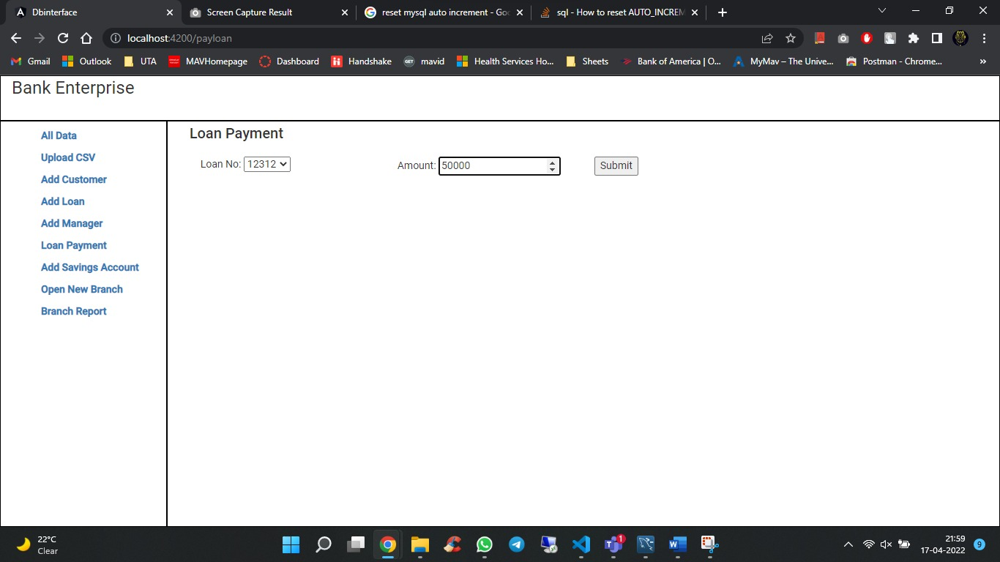 Dbinterface
Screen Capture Result
reset mysql auto increment - Goo
sql - How to reset AUTO_INCREM
localhost:4200/payloan
Gmail
Outlook
UTA
MAVHomepage
Dashboard
Handshake
GET mavid
Health Services Ho...
Sheets
Bank of America | O...
MyMav – The Unive...
Postman - Chrome...
»
Bank Enterprise
All Data
Upload CSV
Add Customer
Add Loan
Add Manager
Loan Payment
Add Savings Account
Open New Branch
Branch Report
Loan Payment
Loan No: 12312
Amount: 50000
Submit
22°C
Clear
1
21:59
17-04-2022
9